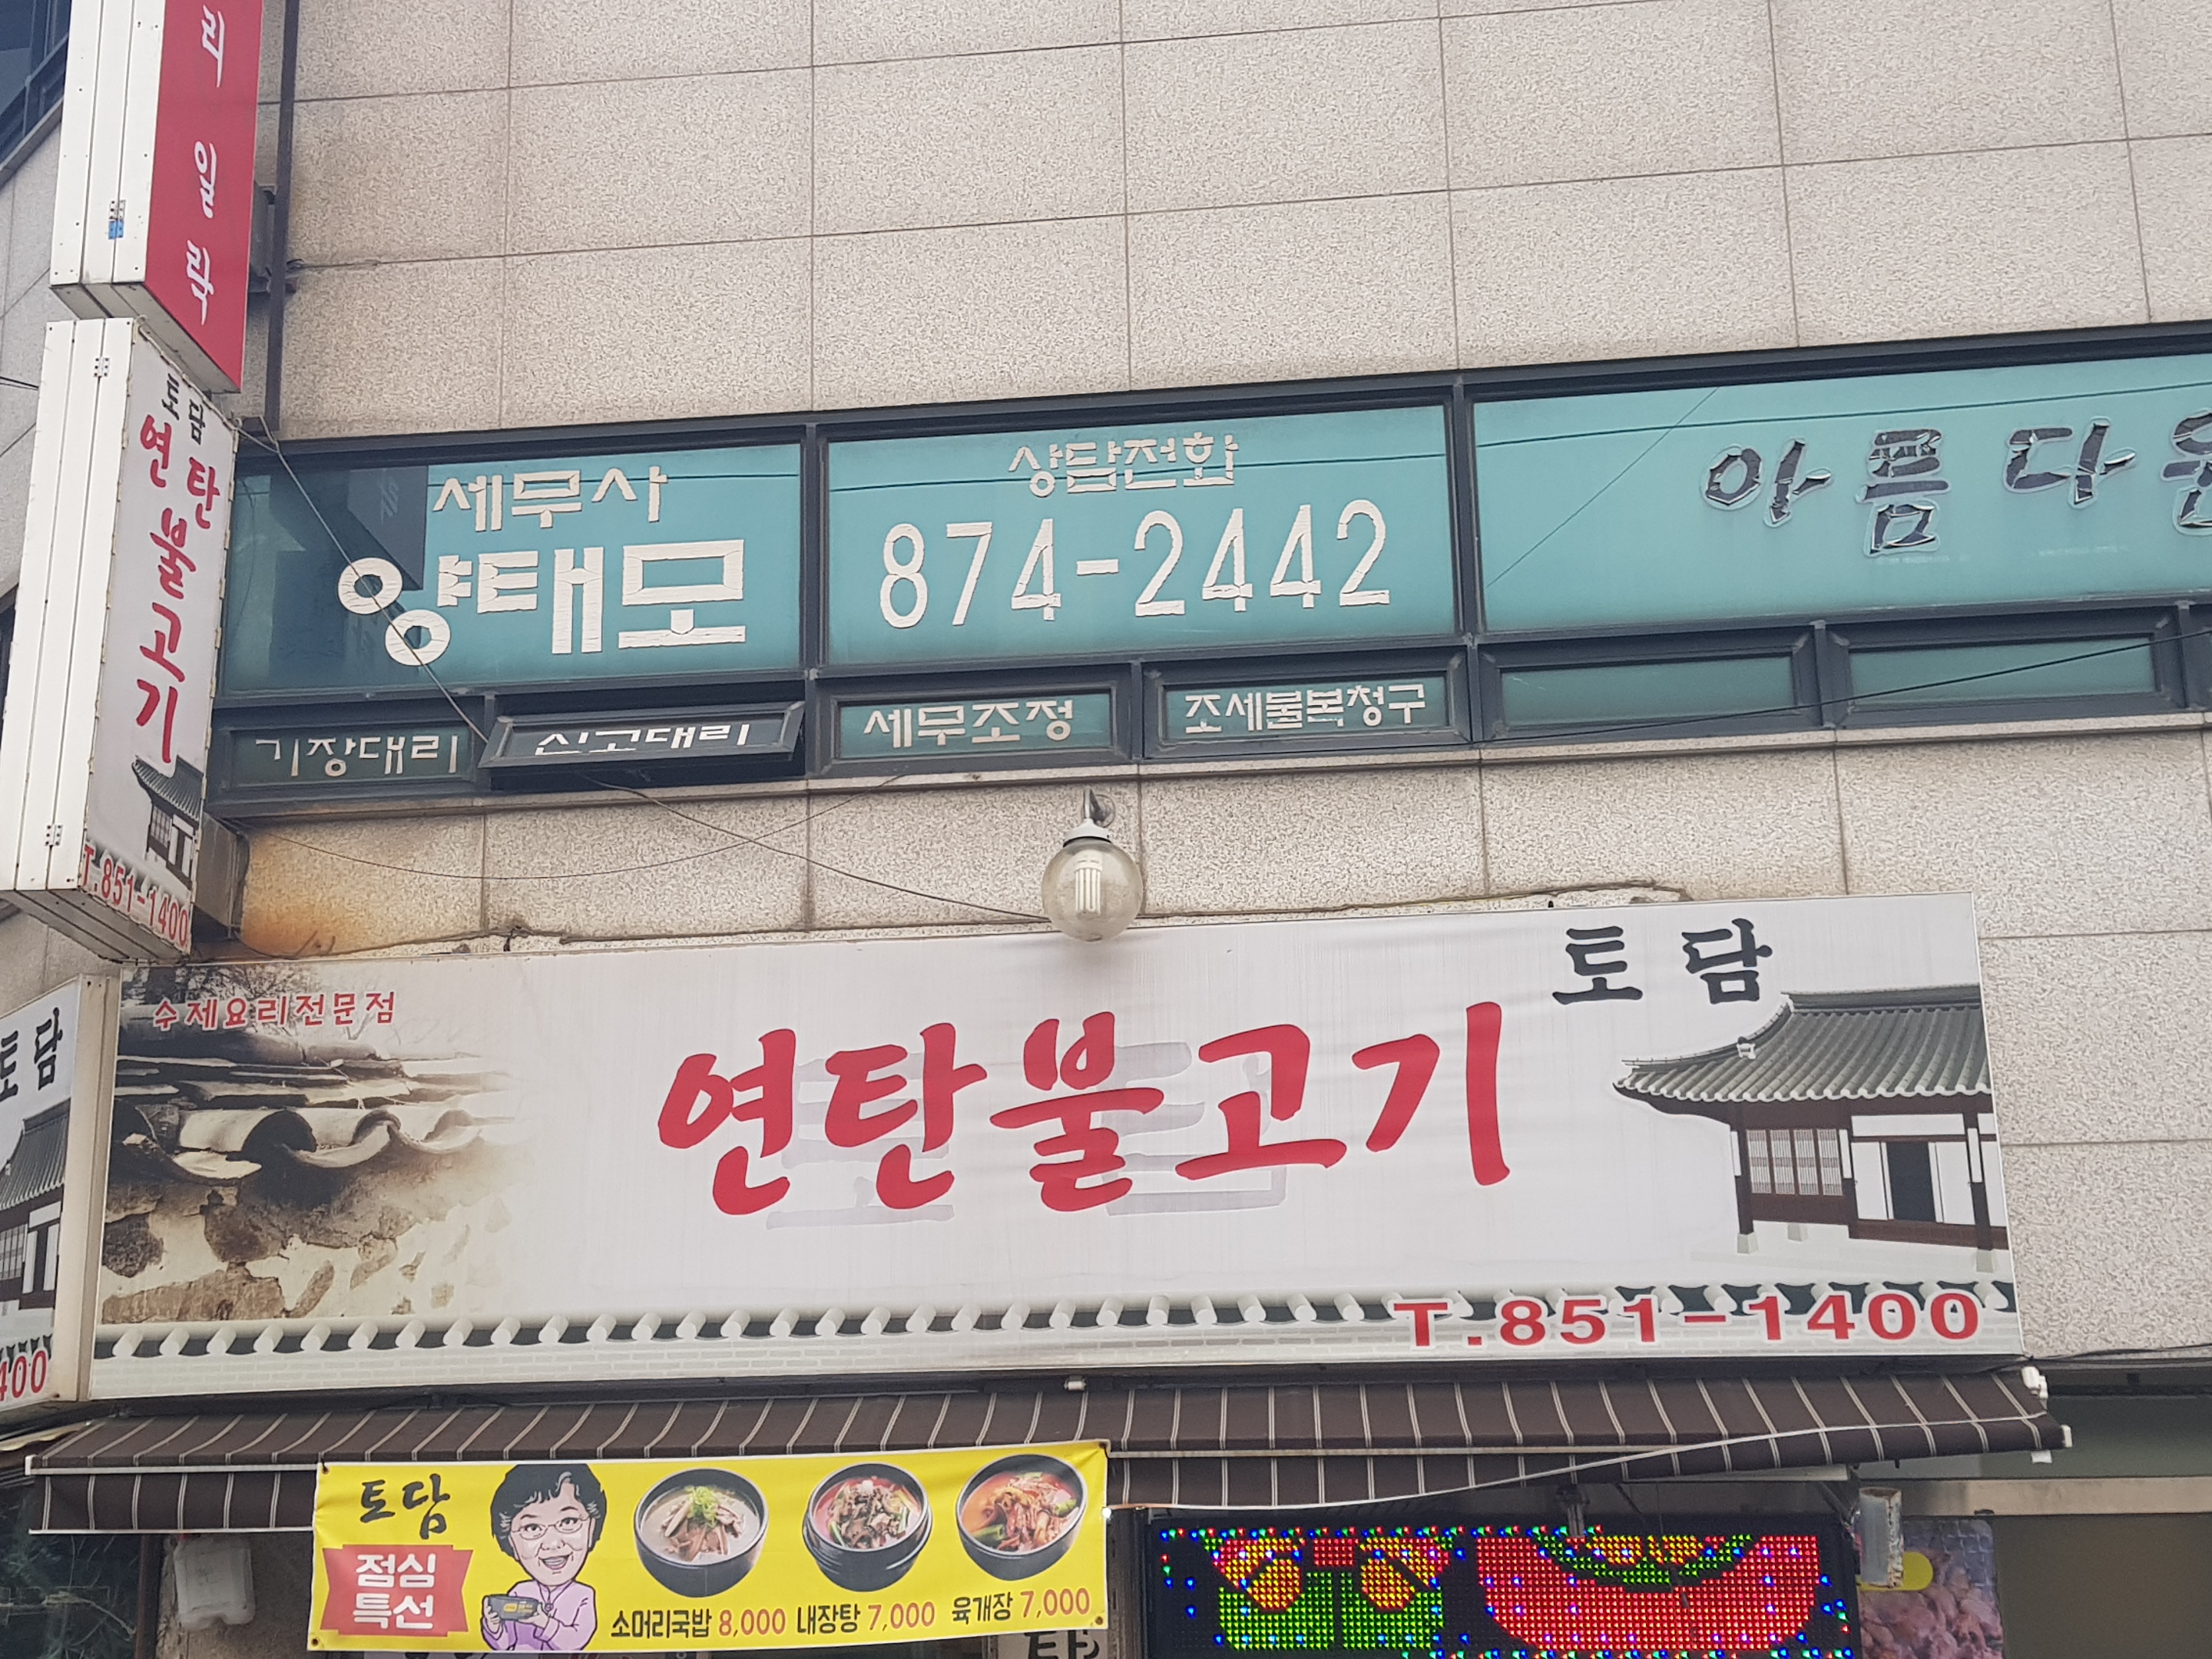 토담
연탄
불고기
T.851-1400
세무사
양태모
상담전화
874-2442
아름다운
기장대리
신고대리
세무조정
조세불복청구
토담
수제요리전문점
토담
연탄불고기
T.851-1400
400
토담
점심
특선
소머리국밥 8,000 내장탕 7,000 육개장 7,000